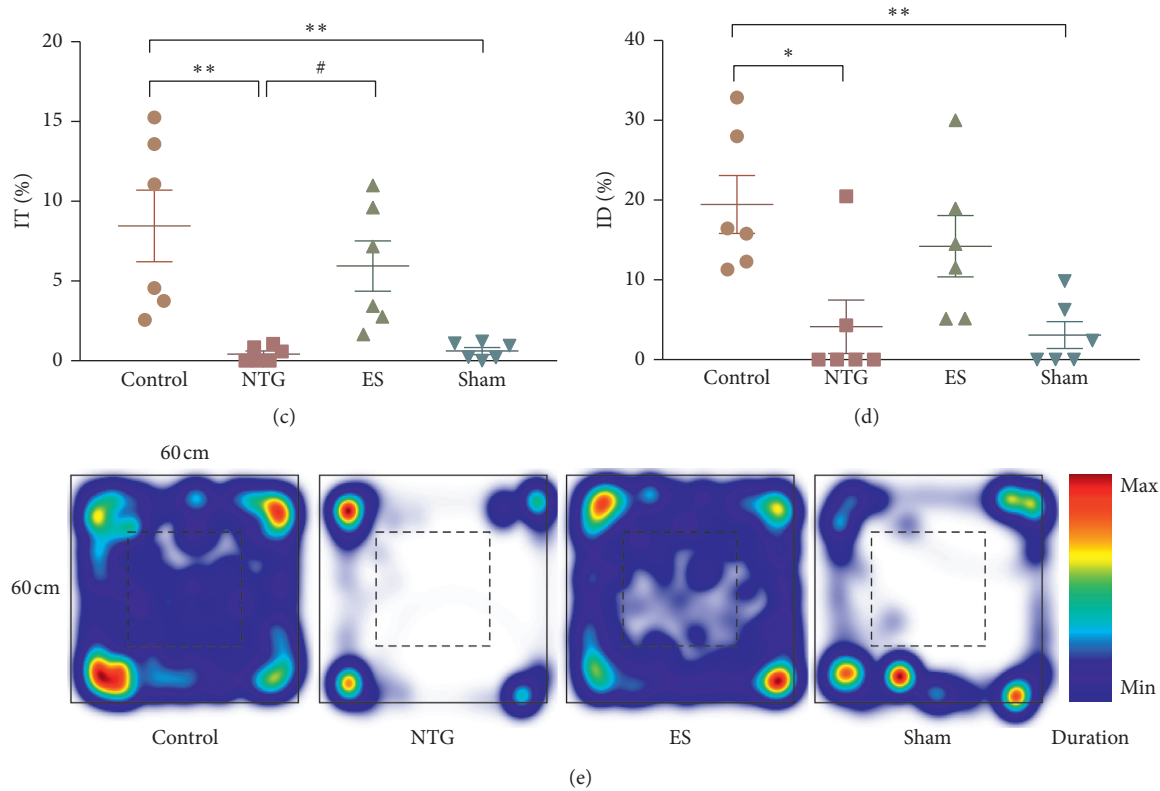 **
** #
20
15
10
5
0
IT (%)
Control NTG ES Sham
(c)
**
*
40
30
20
10
0
ID (%)
Control NTG ES Sham
(d)
60 cm
60 cm
Max
Min
Control NTG ES Sham Duration
(e)